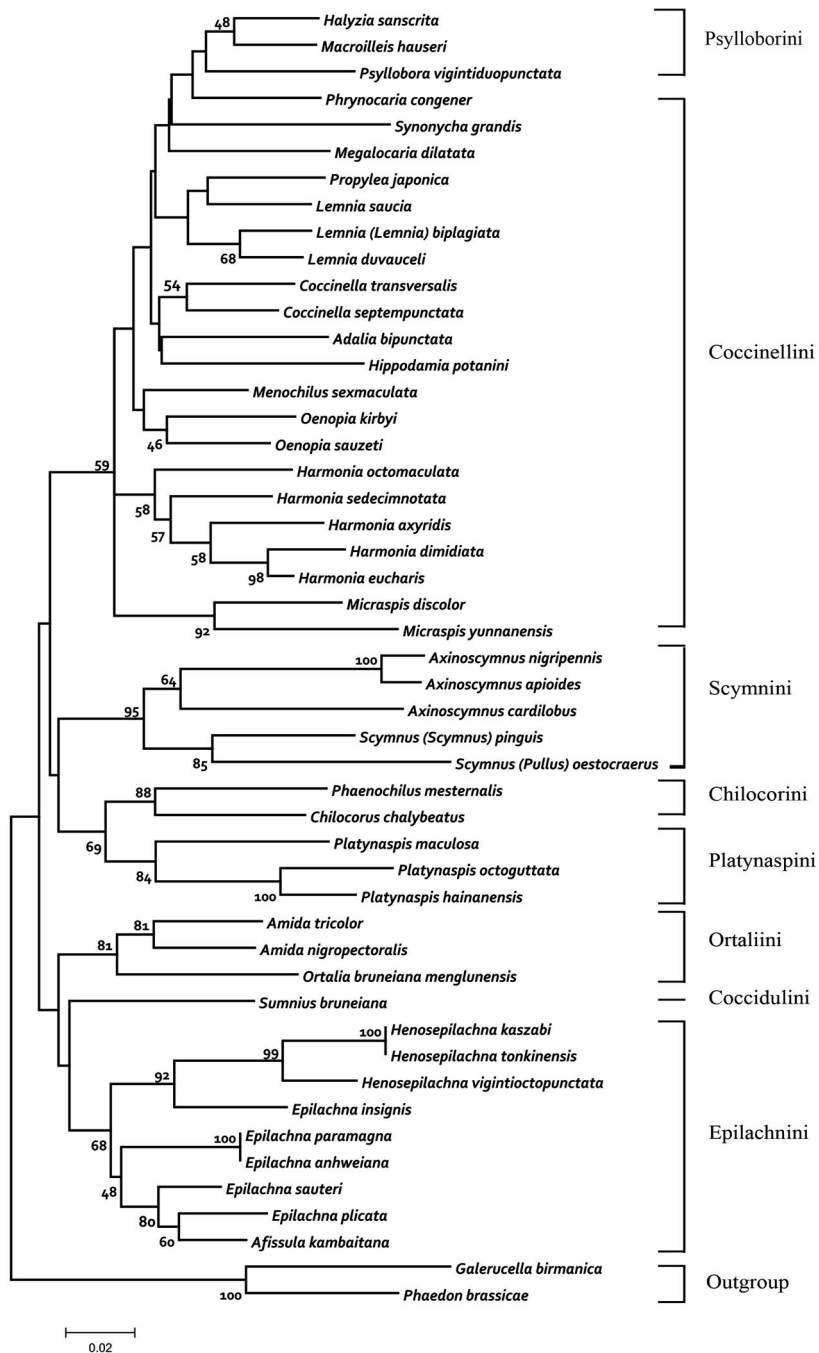 48
Halyzia sanscrita
Macroilleis hauseri
Psyllobora vigintiduopunctata
Psylloborini
Phrynocaria congener
Synonycha grandis
Megalocaria dilatata
Propylea japonica
Lemnia saucia
Lemnia (Lemnia) biplagiata
68
Lemnia duvauceli
54
Coccinella transversalis
Coccinella septempunctata
Adalia bipunctata
Coccinellini
Hippodamia potanini
Menochilus sexmaculata
Oenopia kirbyi
46
Oenopia sauzeti
59
Harmonia octomaculata
58
Harmonia sedecimnotata
57
Harmonia axyridis
58
Harmonia dimidiata
98
Harmonia eucharis
Micraspis discolor
92
Micraspis yunnanensis
100
Axinoscymnus nigripennis
64
Axinoscymnus apioides
Scymnini
95
Axinoscymnus cardilobus
Scymnus (Scymnus) pinguis
85
Scymnus (Pullus) oestocraerus
88
Phaenochilus mesternalis
Chilocorini
Chilocorus chalybeatus
69
Platynaspis maculosa
Platynaspini
84
Platynaspis octoguttata
100
Platynaspis hainanensis
81
Amida tricolor
81
Amida nigropectoralis
Ortaliini
Ortalia bruneiana menglunensis
Sumnius bruneiana
Coccidulini
100
Henosepilachna kaszabi
99
Henosepilachna tonkinensis
92
Henosepilachna vigintioctopunctata
Epilachna insignis
68
100
Epilachna paramagna
Epilachnini
Epilachna anhweiana
48
Epilachna sauteri
80
Epilachna plicata
60
Afissula kambaitana
Galerucella birmanica
Outgroup
100
Phaedon brassicae
0.02